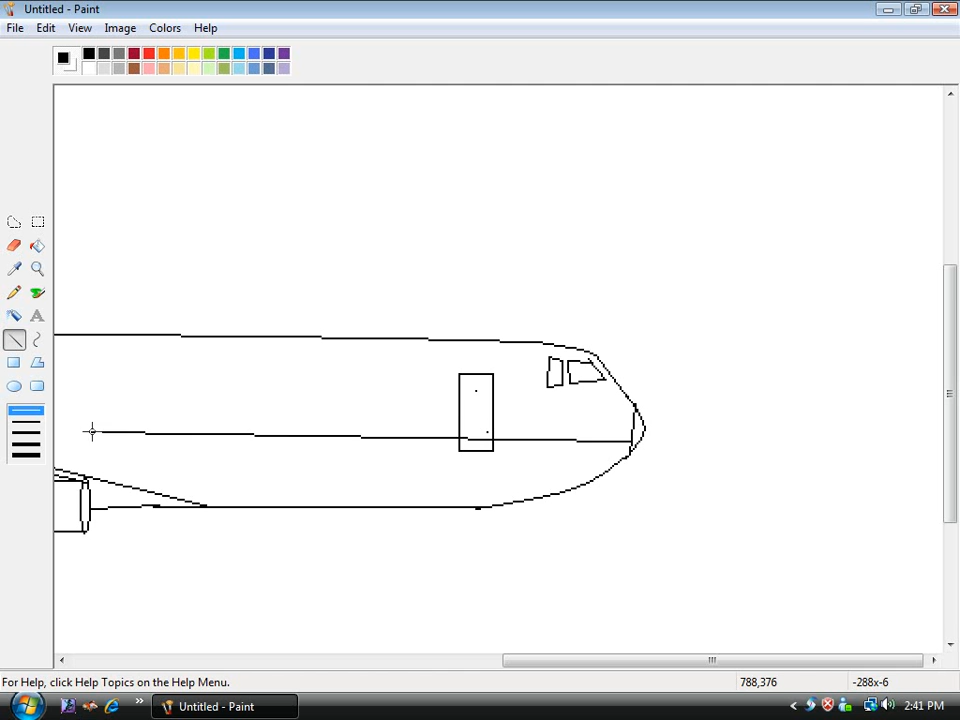 Untitled - Paint
File Edit View Image Colors Help
For Help, click Help Topics on the Help Menu.
788,376
-288x-6
Untitled - Paint
2:41 PM